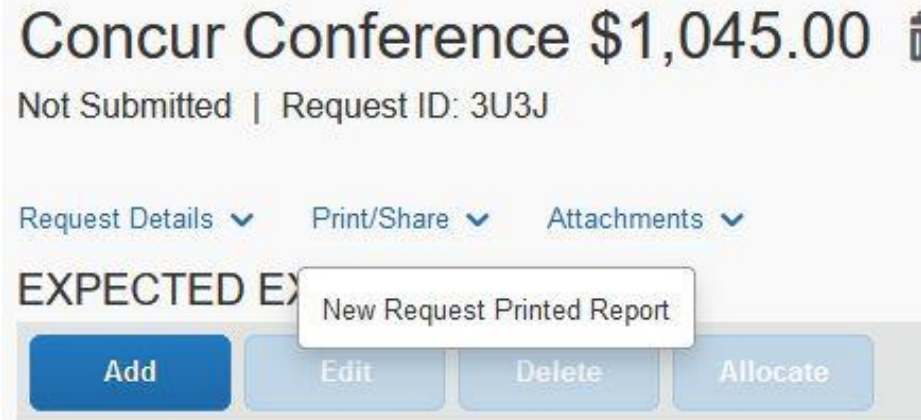 Concur Conference $1,045.00
Not Submitted | Request ID: 3U3J
Request Details Print/Share Attachments
EXPECTED EX
New Request Printed Report
Add Edit Delete Allocate